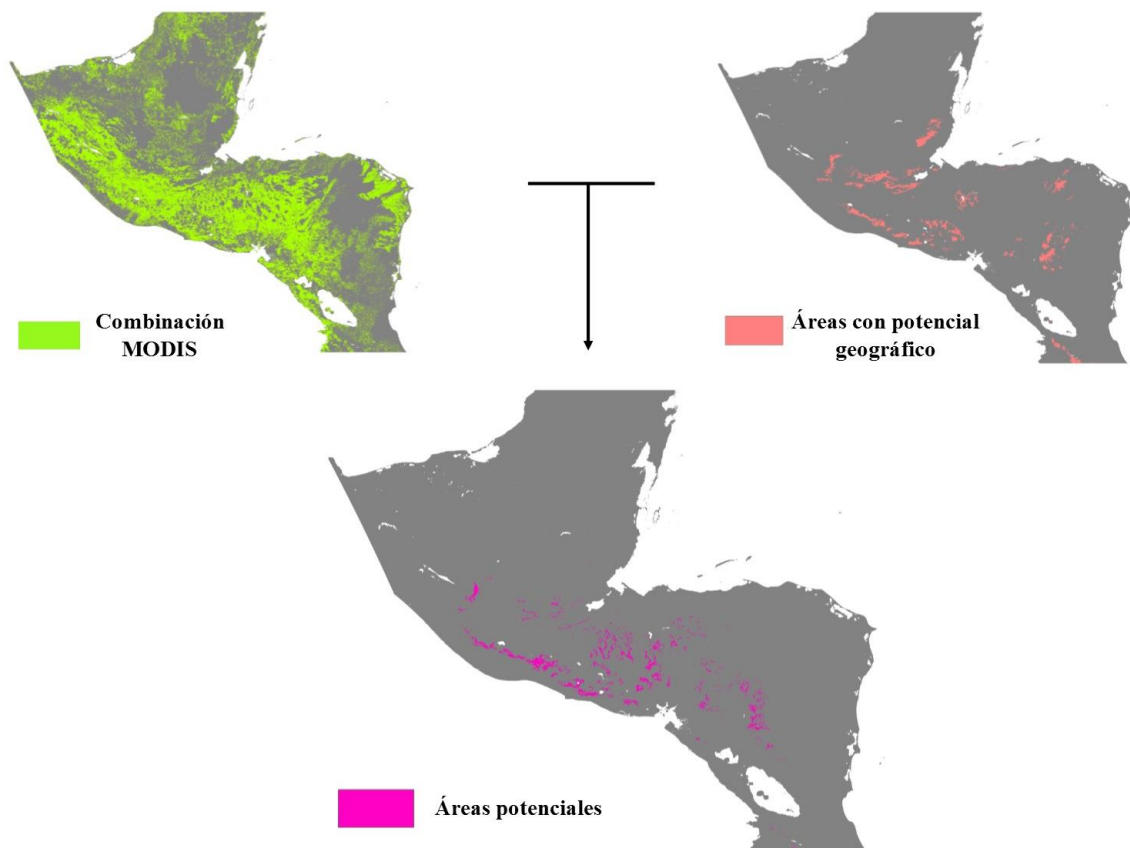 Combinación
MODIS
Áreas con potencial
geográfico
Áreas potenciales